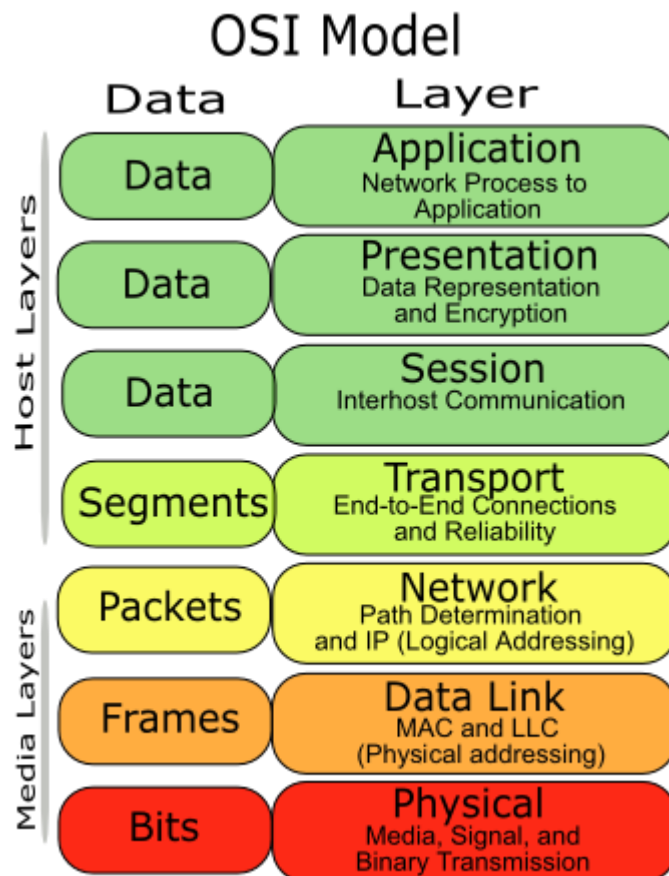 OSI Model
Data Layer
Host Layers
Data
Application
Network Process to
Application
Data
Presentation
Data Representation
and Encryption
Data
Session
Interhost Communication
Segments
Transport
End-to-End Connections
and Reliability
Media Layers
Packets
Network
Path Determination
and IP (Logical Addressing)
Frames
Data Link
MAC and LLC
(Physical addressing)
Bits
Physical
Media, Signal, and
Binary Transmission